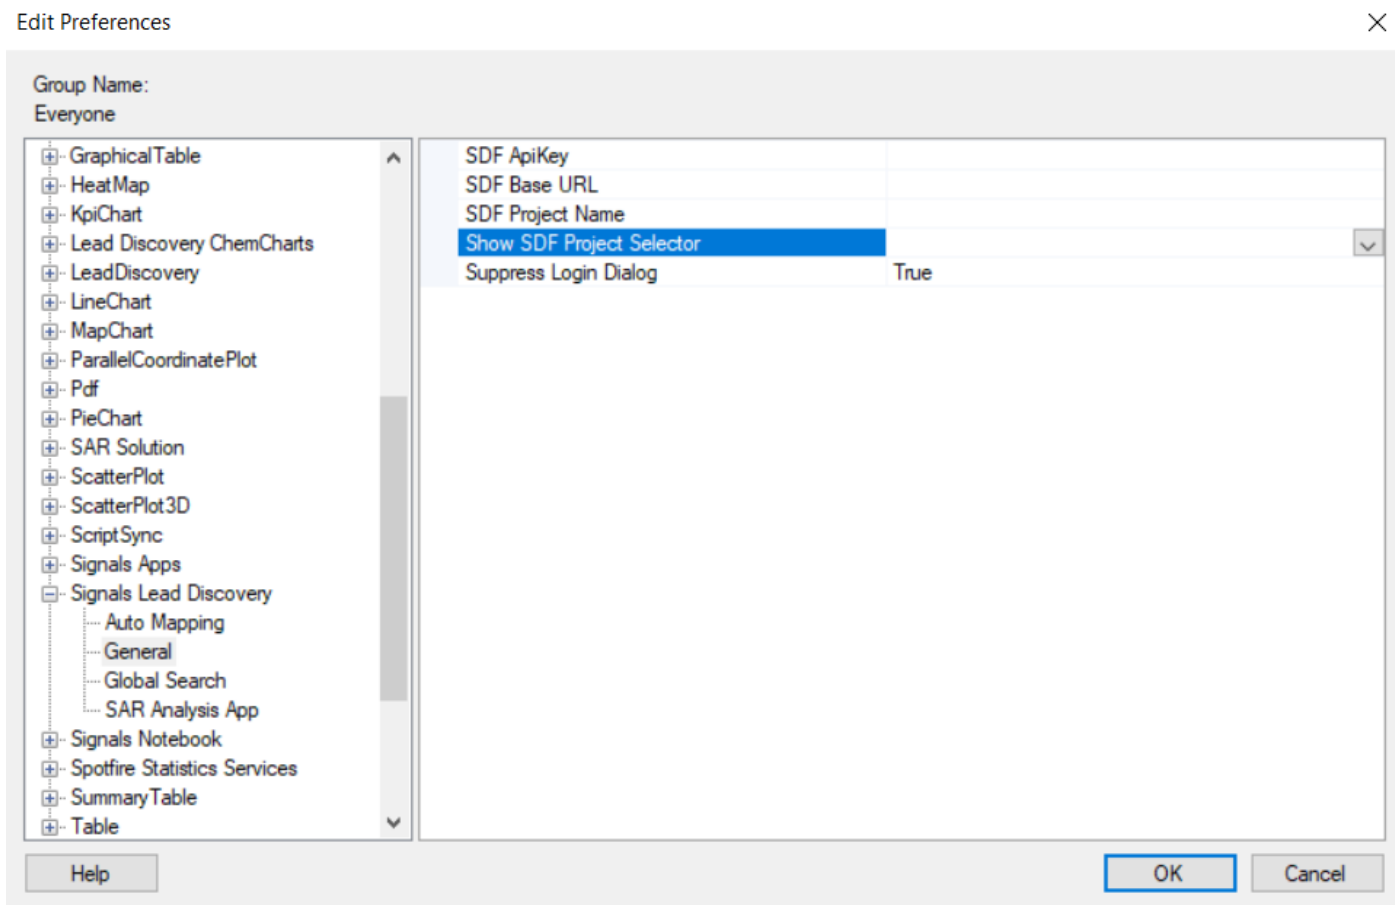 Edit Preferences
Group Name:
Everyone
GraphicalTable
HeatMap
KpiChart
Lead Discovery ChemCharts
LeadDiscovery
LineChart
MapChart
ParallelCoordinatePlot
Pdf
PieChart
SAR Solution
ScatterPlot
ScatterPlot3D
ScriptSync
Signals Apps
Signals Lead Discovery
Auto Mapping
General
Global Search
SAR Analysis App
Signals Notebook
Spotfire Statistics Services
SummaryTable
Table
SDF ApiKey
SDF Base URL
SDF Project Name
Show SDF Project Selector
Suppress Login Dialog True
Help
OK
Cancel